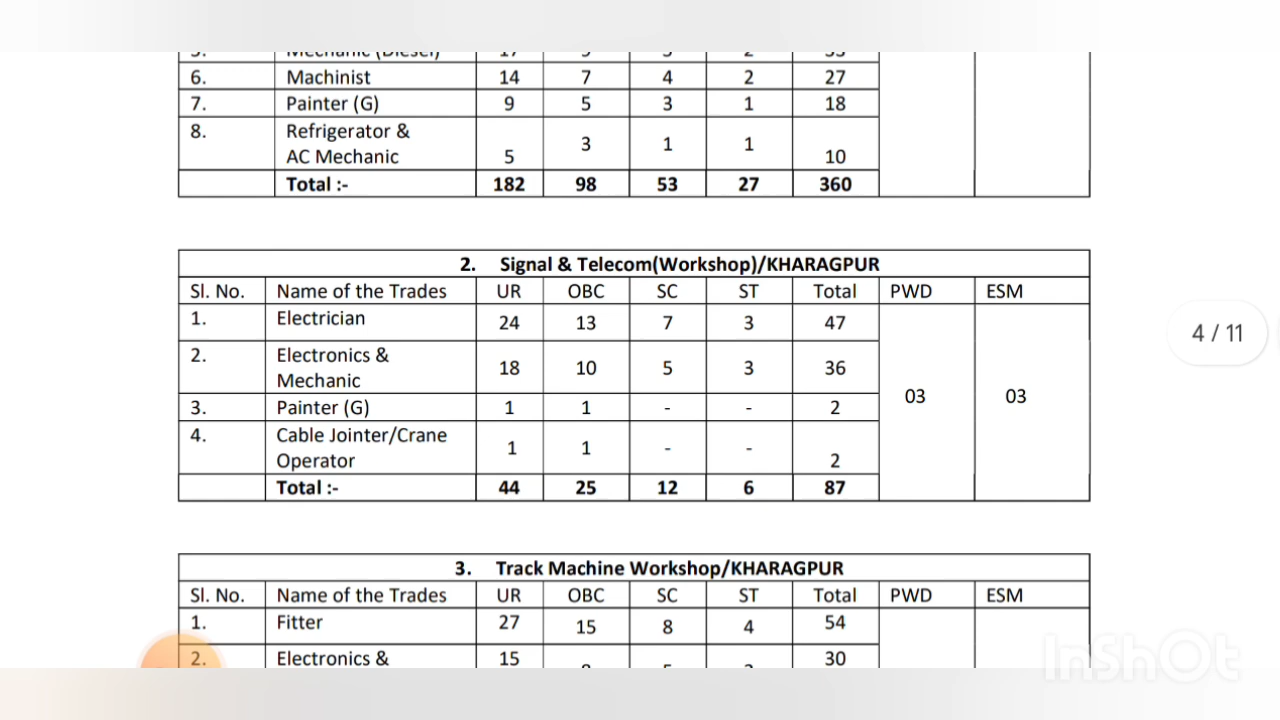 6. Machinist 14 7 4 2 27
7. Painter (G) 9 5 3 1 18
8. Refrigerator &
AC Mechanic 5 3 1 1 10
Total :- 182 98 53 27 360
2. Signal & Telecom(Workshop)/KHARAGPUR
Sl. No. Name of the Trades UR OBC SC ST Total PWD ESM
1. Electrician 24 13 7 3 47
2. Electronics &
Mechanic 18 10 5 3 36
03 03
3. Painter (G) 1 1 - - 2
4. Cable Jointer/Crane
Operator 1 1 - - 2
Total :- 44 25 12 6 87
4 / 11
3. Track Machine Workshop/KHARAGPUR
Sl. No. Name of the Trades UR OBC SC ST Total PWD ESM
1. Fitter 27 15 8 4 54
2. Electronics & 15 30
InShOt